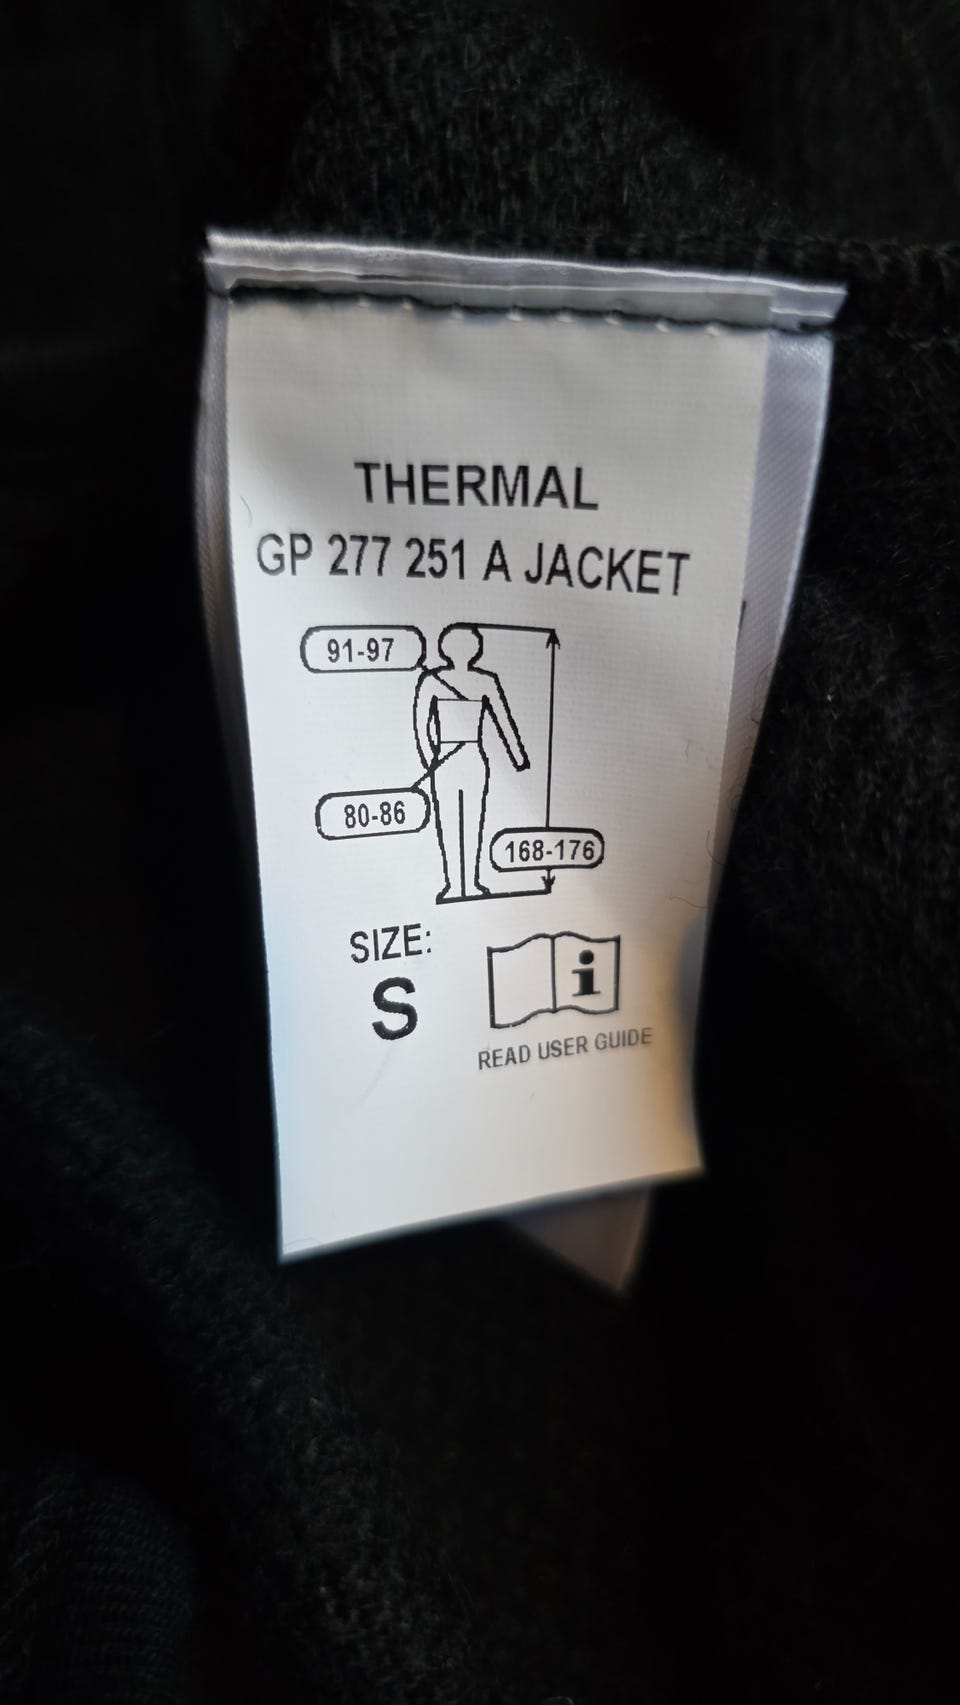 THERMAL
GP 277 251 A JACKET
91-97
80-86
168-176
SIZE:
S
i
READ USER GUIDE